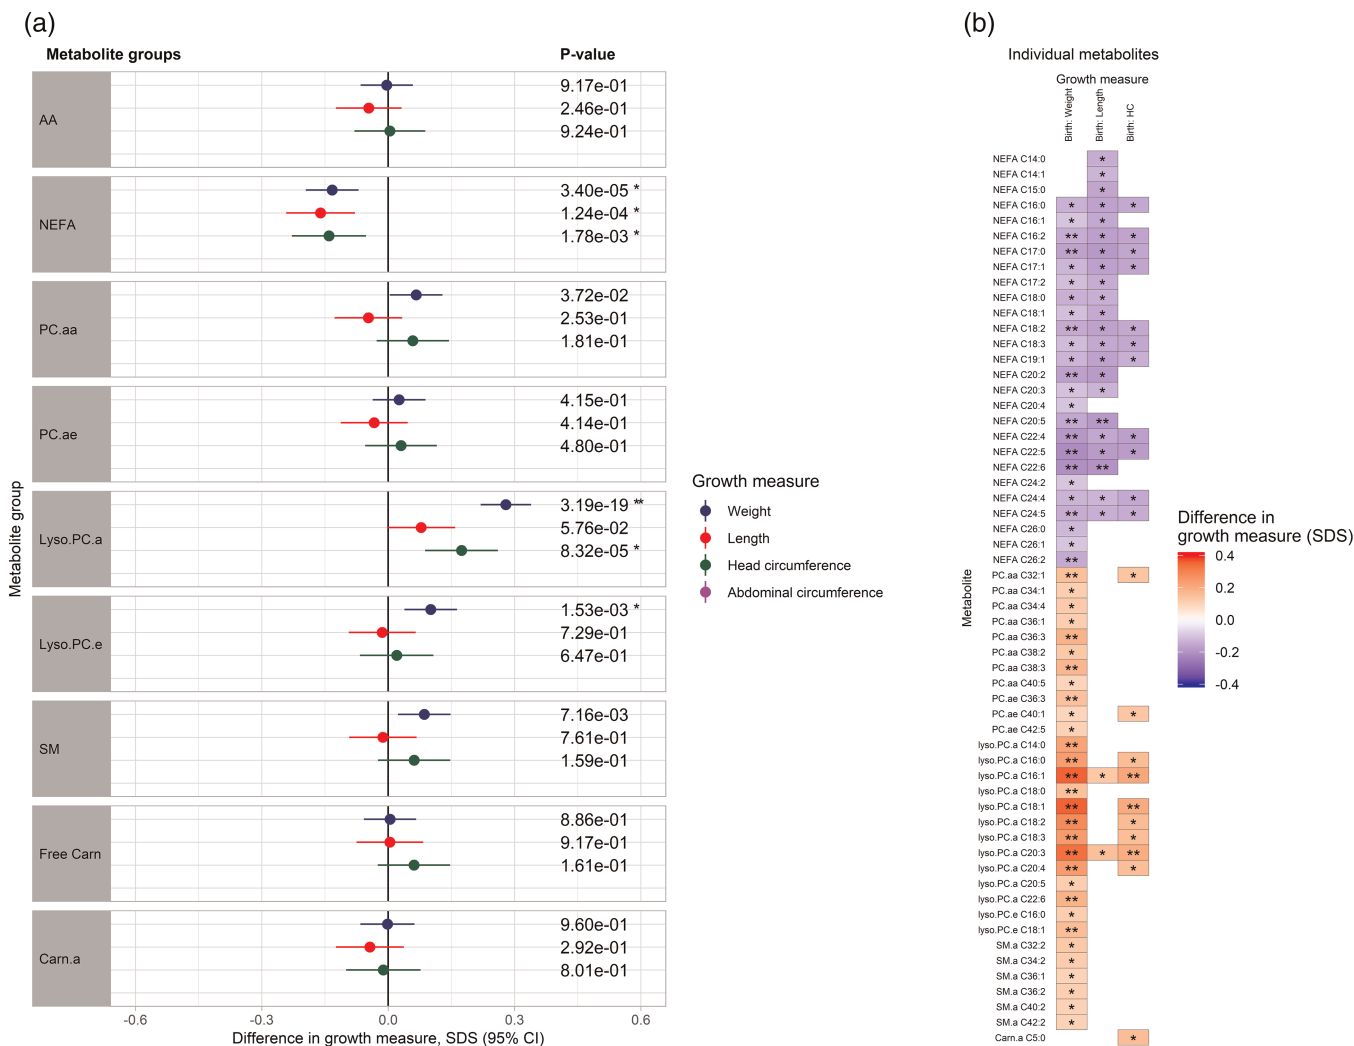 (a)
Metabolite groups P-value
AA
9.17e-01
2.46e-01
9.24e-01
NEFA
3.40e-05 *
1.24e-04 *
1.78e-03 *
PC.aa
3.72e-02
2.53e-01
1.81e-01
PC.ae
4.15e-01
4.14e-01
4.80e-01
Lyso.PC.a
3.19e-19 **
5.76e-02
8.32e-05 *
Lyso.PC.e
1.53e-03 *
7.29e-01
6.47e-01
SM
7.16e-03
7.61e-01
1.59e-01
Free Carn
8.86e-01
9.17e-01
1.61e-01
Carn.a
9.60e-01
2.92e-01
8.01e-01
Metabolite group
-0.6 -0.3 0.0 0.3 0.6
Difference in growth measure, SDS (95% CI)
Growth measure
Weight
Length
Head circumference
Abdominal circumference
(b)
Individual metabolites
Growth measure
Birth: Weight
Birth: Length
Birth: HC
Metabolite
NEFA C14:0 *
NEFA C14:1 *
NEFA C15:0 *
NEFA C16:0 * * *
NEFA C16:1 * *
NEFA C16:2 ** * *
NEFA C17:0 ** * *
NEFA C17:1 * * *
NEFA C17:2 * *
NEFA C18:0 * *
NEFA C18:1 * *
NEFA C18:2 ** * *
NEFA C18:3 * * *
NEFA C19:1 * * *
NEFA C20:2 ** *
NEFA C20:3 * *
NEFA C20:4 *
NEFA C20:5 ** **
NEFA C22:4 ** * *
NEFA C22:5 ** * *
NEFA C22:6 ** **
NEFA C24:2 *
NEFA C24:4 * * *
NEFA C24:5 ** * *
NEFA C26:0 *
NEFA C26:1 *
NEFA C26:2 **
PC.aa C32:1 ** *
PC.aa C34:1 *
PC.aa C34:4 *
PC.aa C36:1 *
PC.aa C36:3 **
PC.aa C38:2 *
PC.aa C38:3 **
PC.aa C40:5 *
PC.ae C36:3 **
PC.ae C40:1 * *
PC.ae C42:5 *
lyso.PC.a C14:0 **
lyso.PC.a C16:0 ** *
lyso.PC.a C16:1 ** * **
lyso.PC.a C18:0 **
lyso.PC.a C18:1 ** **
lyso.PC.a C18:2 ** *
lyso.PC.a C18:3 ** *
lyso.PC.a C20:3 ** * **
lyso.PC.a C20:4 ** *
lyso.PC.a C20:5 *
lyso.PC.a C22:6 **
lyso.PC.e C16:0 *
lyso.PC.e C18:1 **
SM.a C32:2 *
SM.a C34:2 *
SM.a C36:1 *
SM.a C36:2 *
SM.a C40:2 *
SM.a C42:2 *
Carn.a C5:0 *
Difference in
growth measure (SDS)
0.4
0.2
0.0
-0.2
-0.4